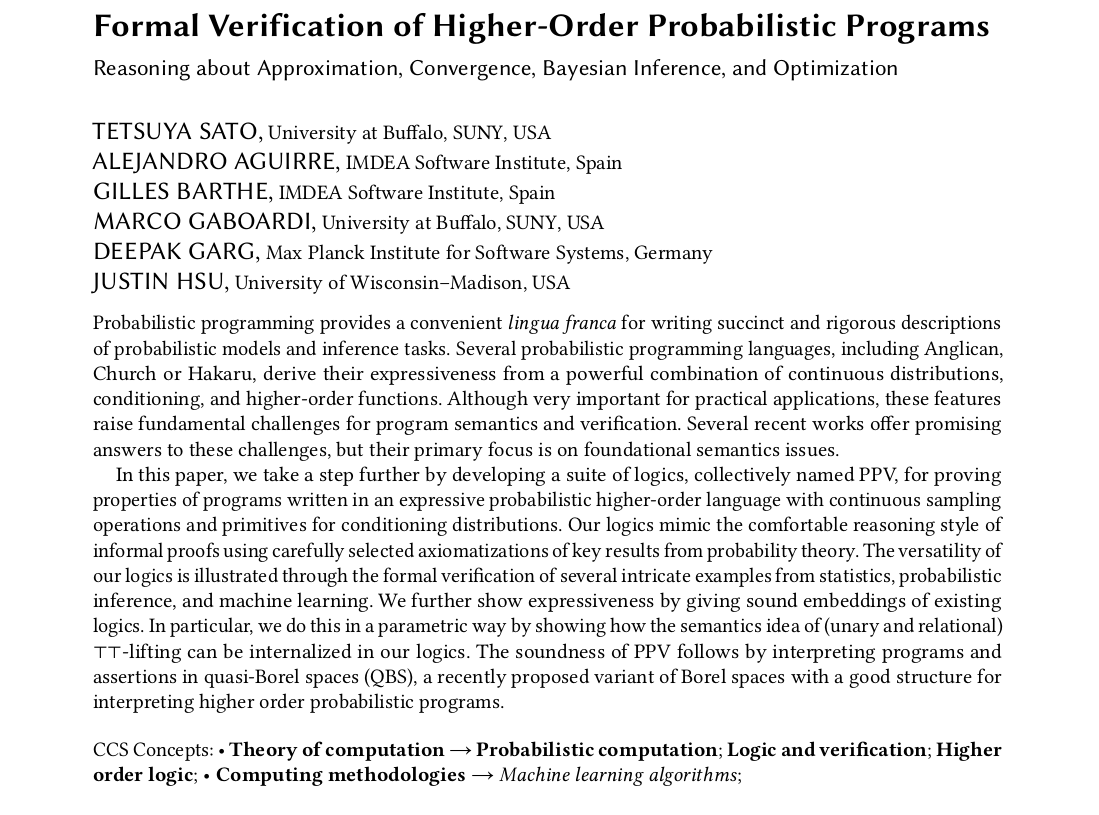 Formal Verification of Higher-Order Probabilistic Programs
Reasoning about Approximation, Convergence, Bayesian Inference, and Optimization
TETSUYA SATO, University at Buffalo, SUNY, USA
ALEJANDRO AGUIRRE, IMDEA Software Institute, Spain
GILLES BARTHE, IMDEA Software Institute, Spain
MARCO GABOARDI, University at Buffalo, SUNY, USA
DEEPAK GARG, Max Planck Institute for Software Systems, Germany
JUSTIN HSU, University of Wisconsin–Madison, USA
Probabilistic programming provides a convenient lingua franca for writing succinct and rigorous descriptions
of probabilistic models and inference tasks. Several probabilistic programming languages, including Anglican,
Church or Hakaru, derive their expressiveness from a powerful combination of continuous distributions,
conditioning, and higher-order functions. Although very important for practical applications, these features
raise fundamental challenges for program semantics and verification. Several recent works offer promising
answers to these challenges, but their primary focus is on foundational semantics issues.
In this paper, we take a step further by developing a suite of logics, collectively named PPV, for proving
properties of programs written in an expressive probabilistic higher-order language with continuous sampling
operations and primitives for conditioning distributions. Our logics mimic the comfortable reasoning style of
informal proofs using carefully selected axiomatizations of key results from probability theory. The versatility of
our logics is illustrated through the formal verification of several intricate examples from statistics, probabilistic
inference, and machine learning. We further show expressiveness by giving sound embeddings of existing
logics. In particular, we do this in a parametric way by showing how the semantics idea of (unary and relational)
⊤⊤-lifting can be internalized in our logics. The soundness of PPV follows by interpreting programs and
assertions in quasi-Borel spaces (QBS), a recently proposed variant of Borel spaces with a good structure for
interpreting higher order probabilistic programs.
CCS Concepts: • Theory of computation → Probabilistic computation; Logic and verification; Higher
order logic; • Computing methodologies → Machine learning algorithms;